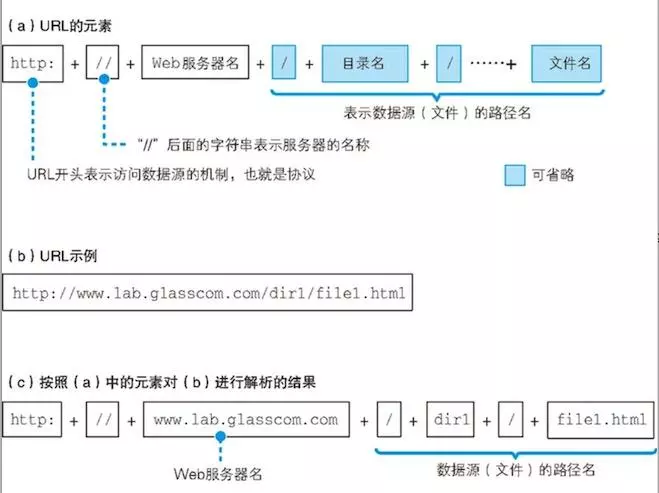 (a)URL的元素
http: + // + Web服务器名 + / + 目录名 + / ……+ 文件名
表示数据源(文件)的路径名
“//”后面的字符串表示服务器的名称
URL开头表示访问数据源的机制,也就是协议
可省略
(b)URL示例
http://www.lab.glasscom.com/dir1/file1.html
(c)按照(a)中的元素对(b)进行解析的结果
http: + // + www.lab.glasscom.com + / + dir1 + / + file1.html
Web服务器名
数据源(文件)的路径名